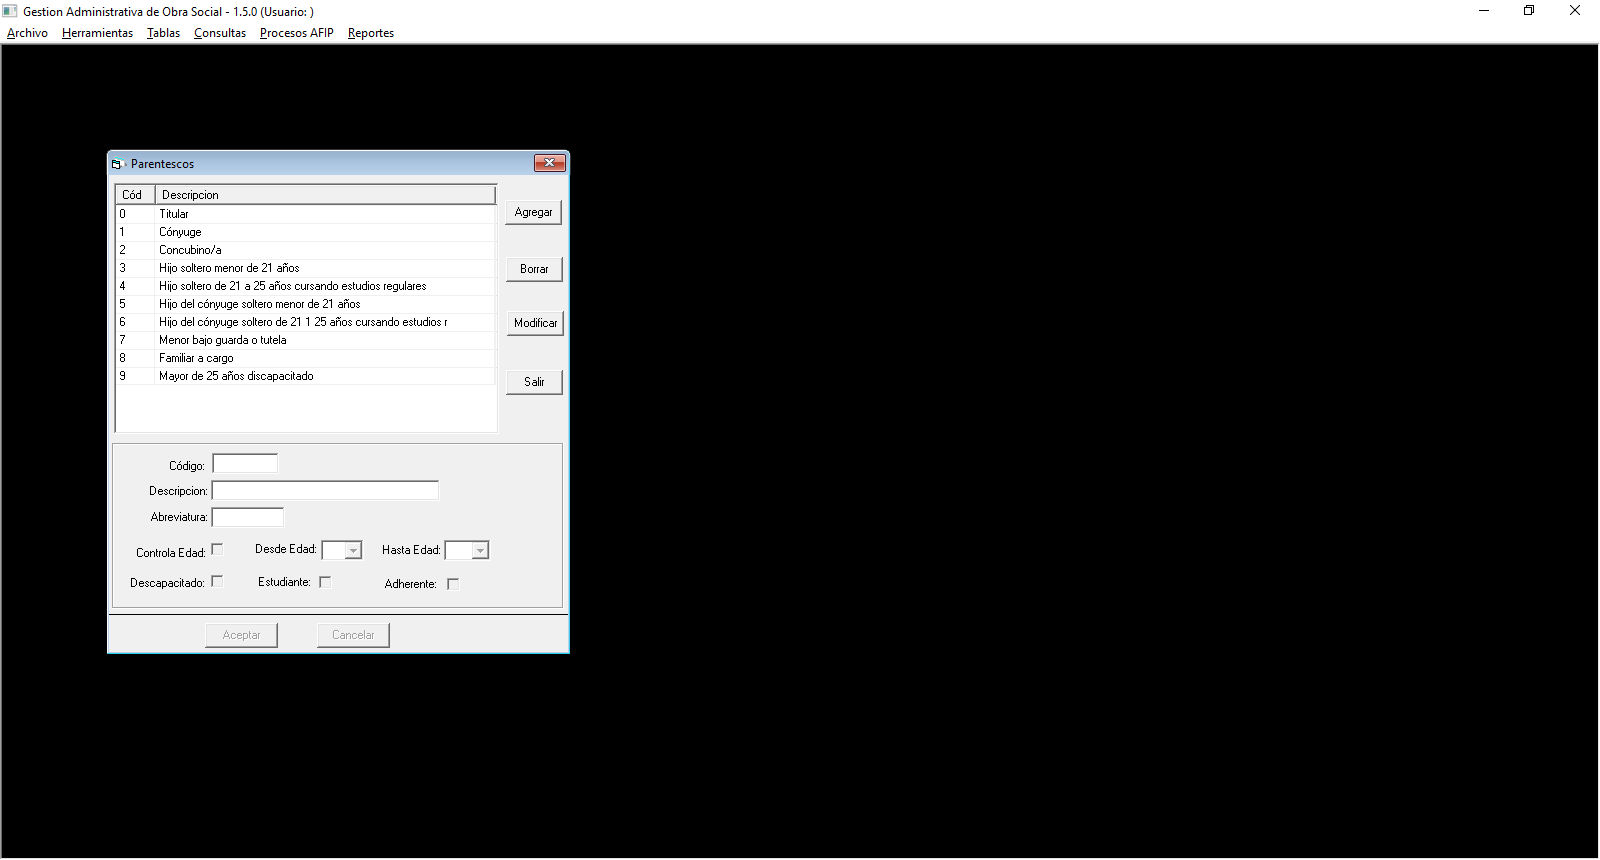 Gestion Administrativa de Obra Social - 1.5.0 (Usuario: )
Archivo Herramientas Tablas Consultas Procesos AFIP Reportes
Parentescos
Cód Descripcion
0 Titular
1 Cónyuge
2 Concubino/a
3 Hijo soltero menor de 21 años
4 Hijo soltero de 21 a 25 años cursando estudios regulares
5 Hijo del cónyuge soltero menor de 21 años
6 Hijo del cónyuge soltero de 21 1 25 años cursando estudios r
7 Menor bajo guarda o tutela
8 Familiar a cargo
9 Mayor de 25 años discapacitado
Agregar
Borrar
Modificar
Salir
Código:
Descripcion:
Abreviatura:
Controla Edad: Desde Edad: Hasta Edad:
Descapacitado: Estudiante: Adherente:
Aceptar Cancelar